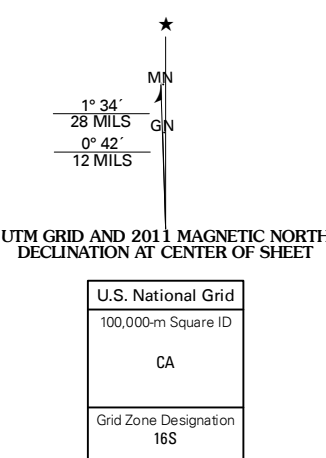 MN
1° 34´
28 MILS
GN
0° 42´
12 MILS
UTM GRID AND 2011 MAGNETIC NORTH
DECLINATION AT CENTER OF SHEET
U.S. National Grid
100,000-m Square ID
CA
Grid Zone Designation
16S